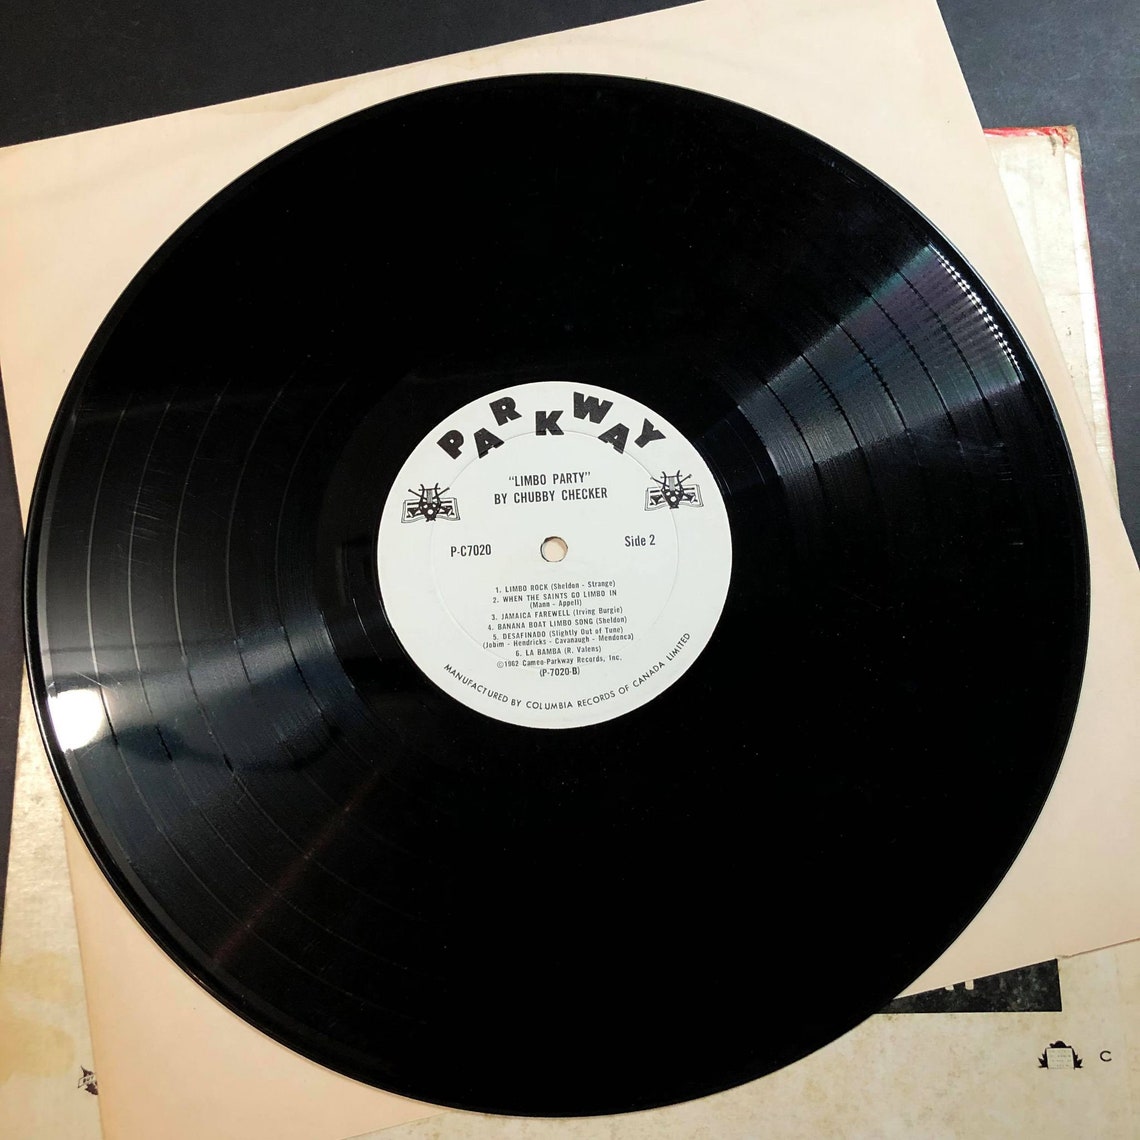 PARKWAY
"LIMBO PARTY"
BY CHUBBY CHECKER
P-C7020
Side 2
1. LIMBO ROCK (Sheldon - Strange)
2. WHEN THE SAINTS GO LIMBO IN
(Mann - Appell)
3. JAMAICA FAREWELL (Irving Burgie)
4. BANANA BOAT LIMBO SONG (Sheldon)
5. DESAFINADO (Slightly Out of Tune)
(Jobim - Hendricks - Cavanaugh - Mendonca)
6. LA BAMBA (R. Valens)
©1962 Cameo-Parkway Records, Inc.
(P-7020-B)
MANUFACTURED BY COLUMBIA RECORDS OF CANADA LIMITED
C